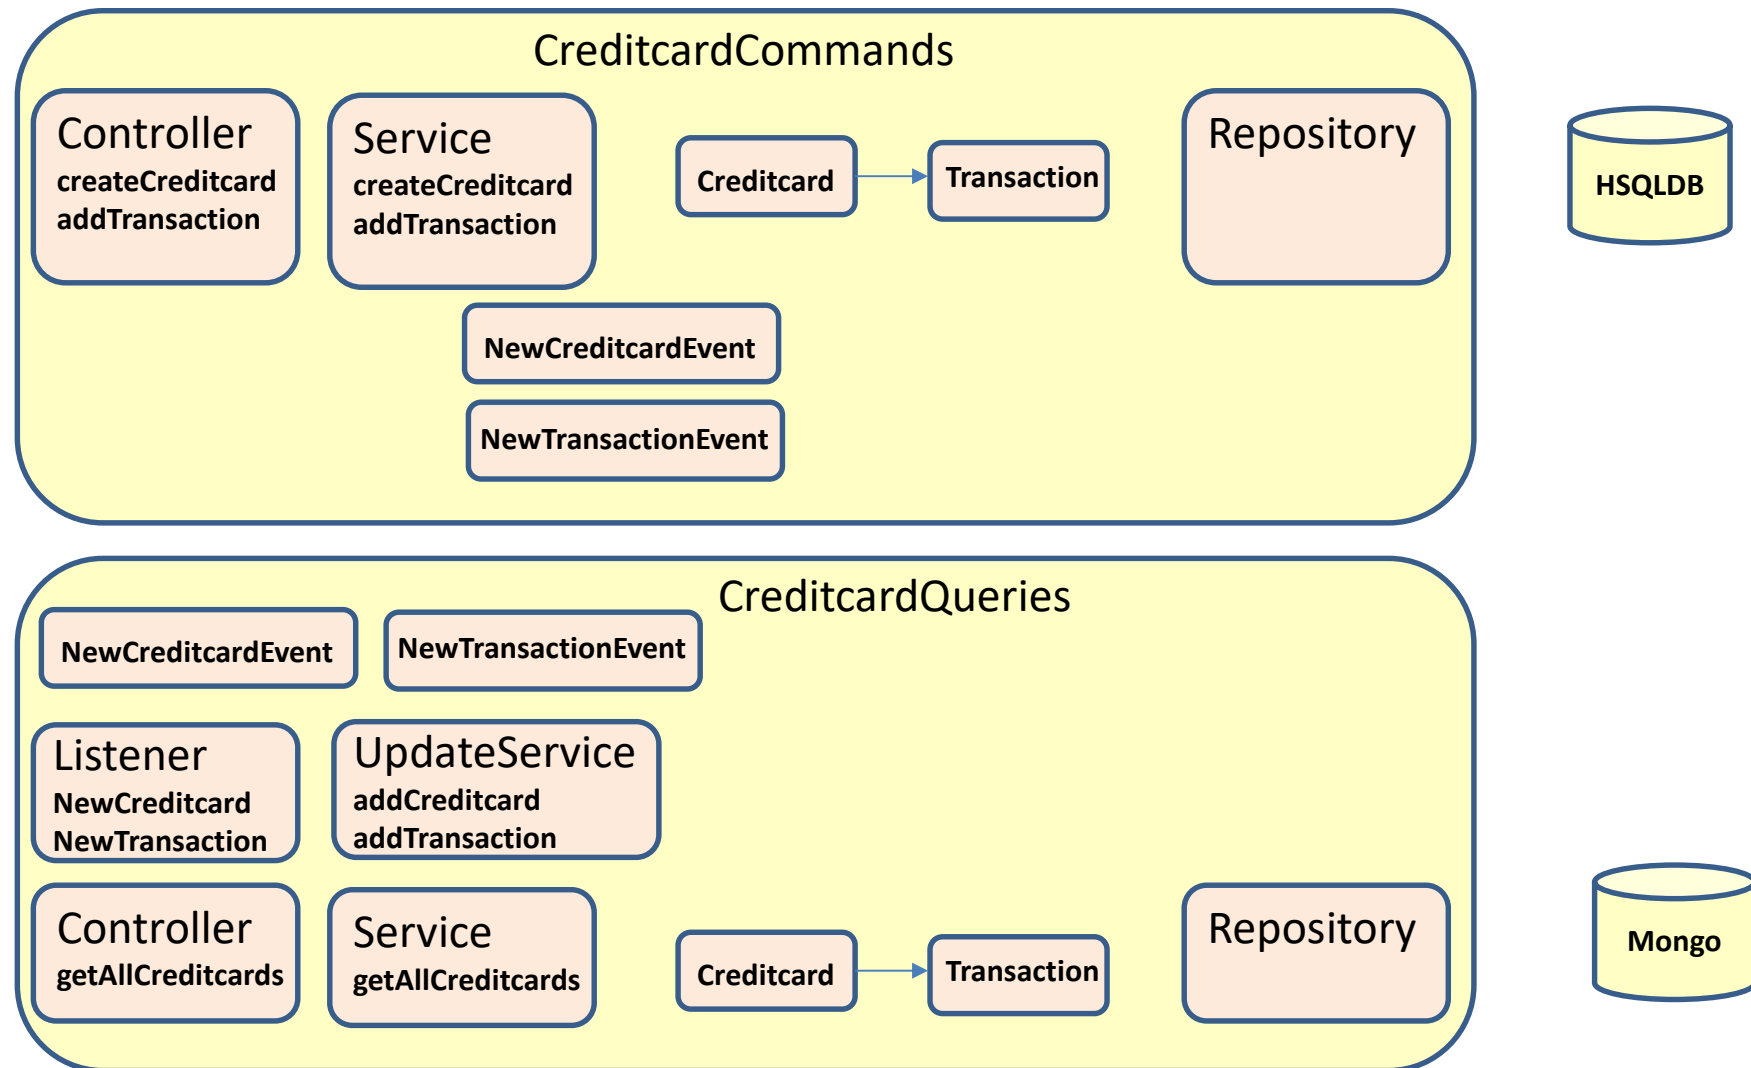 CreditcardCommands
Controller
createCreditcard
addTransaction
Service
createCreditcard
addTransaction
Creditcard
Transaction
Repository
HSQLDB
NewCreditcardEvent
NewTransactionEvent
CreditcardQueries
NewCreditcardEvent
NewTransactionEvent
Listener
NewCreditcard
NewTransaction
UpdateService
addCreditcard
addTransaction
Controller
getAllCreditcards
Service
getAllCreditcards
Creditcard
Transaction
Repository
Mongo